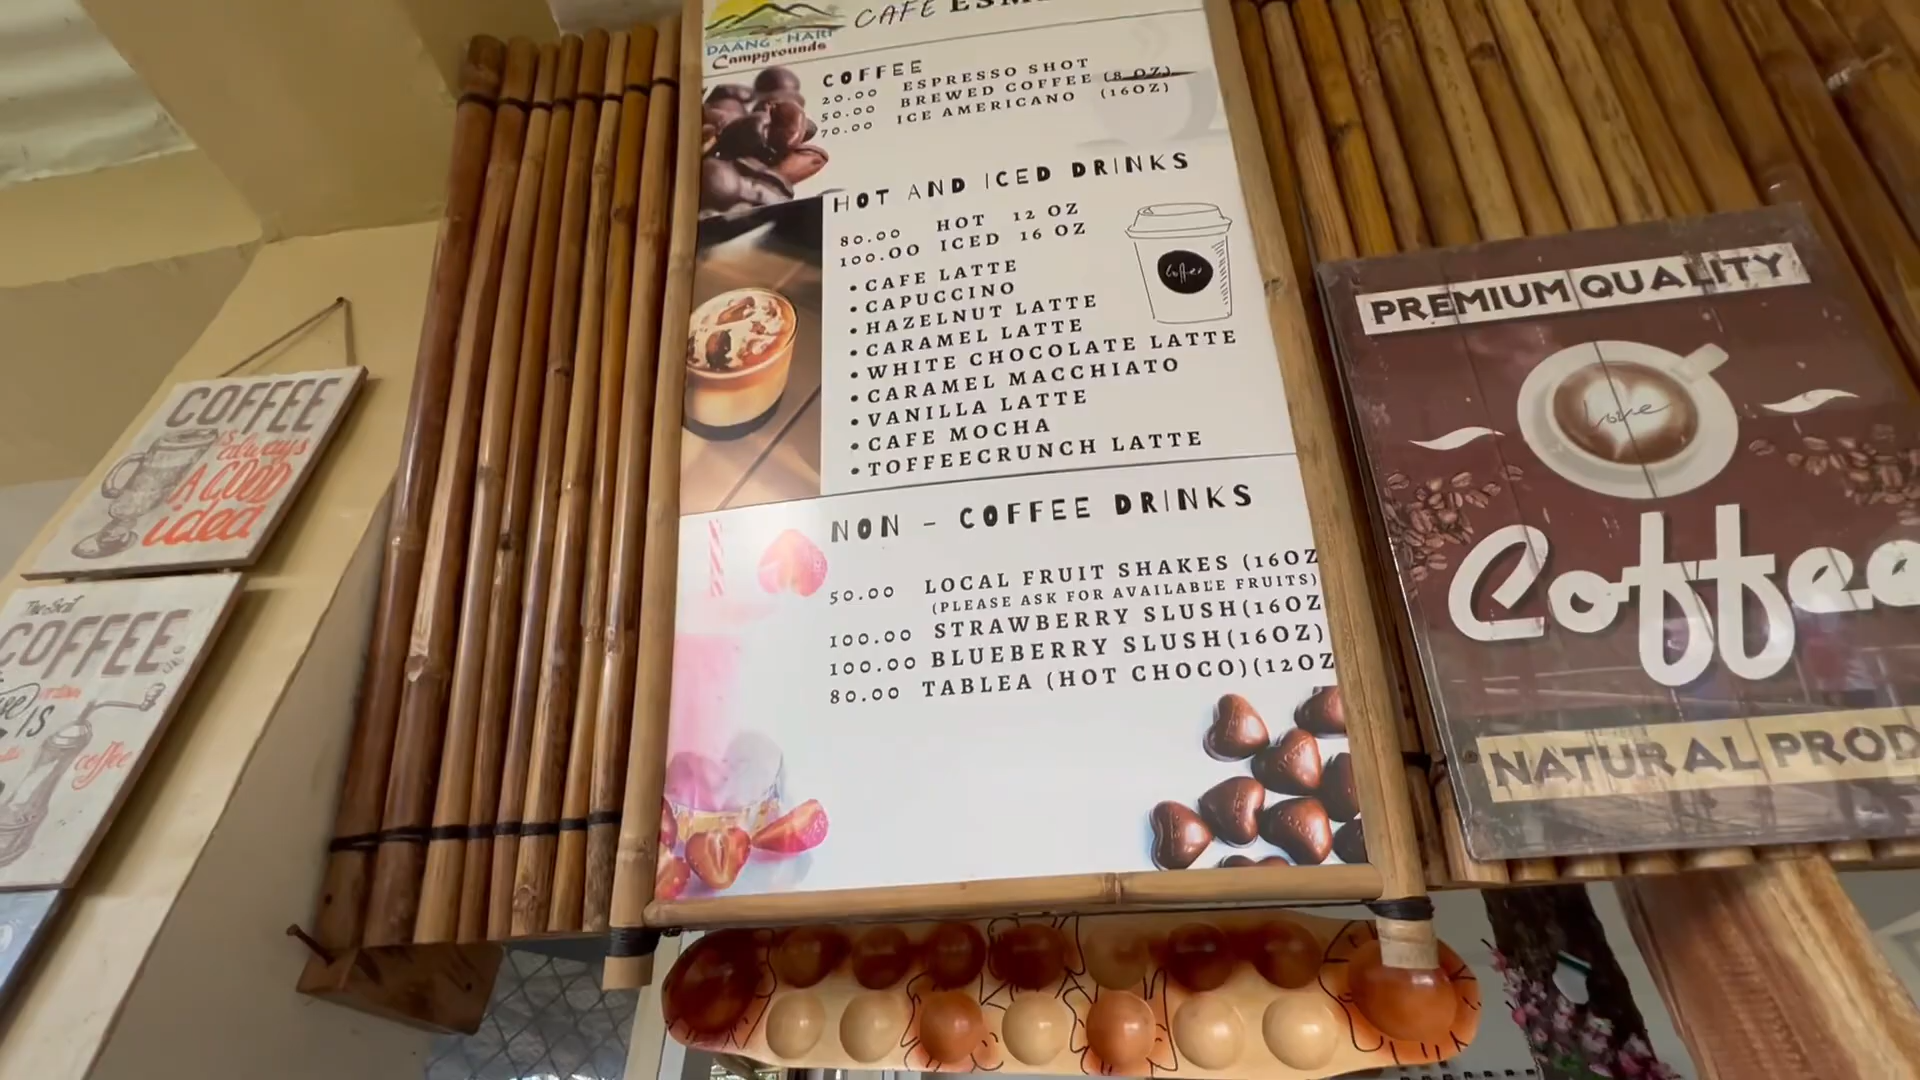 DAANG - HARI
Campgrounds
CAFE
COFFEE
20.00 ESPRESSO SHOT
50.00 BREWED COFFEE (8 OZ)
70.00 ICE AMERICANO (16OZ)
HOT AND ICED DRINKS
80.00 HOT 12 OZ
100.00 ICED 16 OZ
• CAFE LATTE
• CAPUCCINO
• HAZELNUT LATTE
• CARAMEL LATTE
• WHITE CHOCOLATE LATTE
• CARAMEL MACCHIATO
• VANILLA LATTE
• CAFE MOCHA
• TOFFEECRUNCH LATTE
Coffee
NON - COFFEE DRINKS
50.00 LOCAL FRUIT SHAKES (16OZ
(PLEASE ASK FOR AVAILABLE FRUITS)
100.00 STRAWBERRY SLUSH(16OZ
100.00 BLUEBERRY SLUSH(16OZ)
80.00 TABLEA (HOT CHOCO)(12OZ
COFFEE
is always
A GOOD
idea
The Best
COFFEE
IS
coffee
PREMIUM QUALITY
Love
Coffee
NATURAL PROD